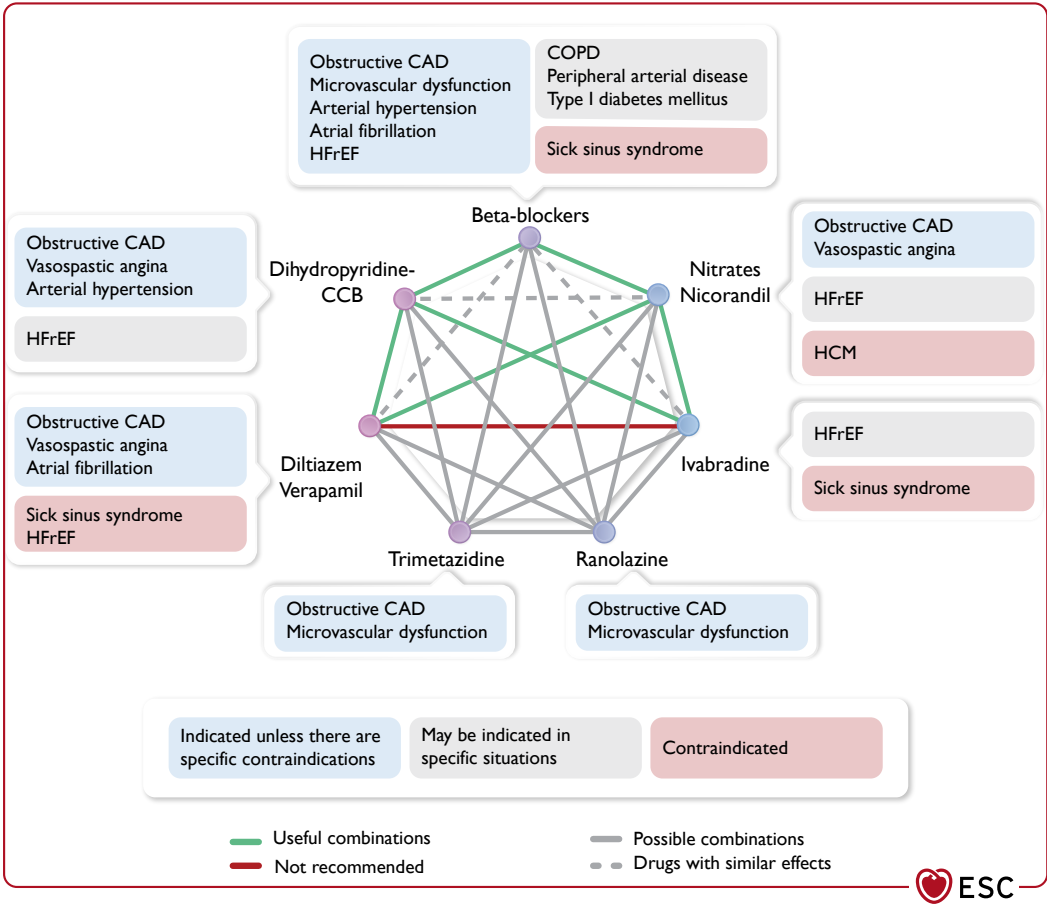 Obstructive CAD
Microvascular dysfunction
Arterial hypertension
Atrial fibrillation
HFrEF
COPD
Peripheral arterial disease
Type I diabetes mellitus
Sick sinus syndrome
Beta-blockers
Obstructive CAD
Vasospastic angina
Arterial hypertension
HFrEF
Dihydropyridine-
CCB
Nitrates
Nicorandil
Obstructive CAD
Vasospastic angina
HFrEF
HCM
Obstructive CAD
Vasospastic angina
Atrial fibrillation
Sick sinus syndrome
HFrEF
Diltiazem
Verapamil
Ivabradine
HFrEF
Sick sinus syndrome
Trimetazidine
Ranolazine
Obstructive CAD
Microvascular dysfunction
Obstructive CAD
Microvascular dysfunction
Indicated unless there are
specific contraindications
May be indicated in
specific situations
Contraindicated
Useful combinations
Not recommended
Possible combinations
Drugs with similar effects
ESC